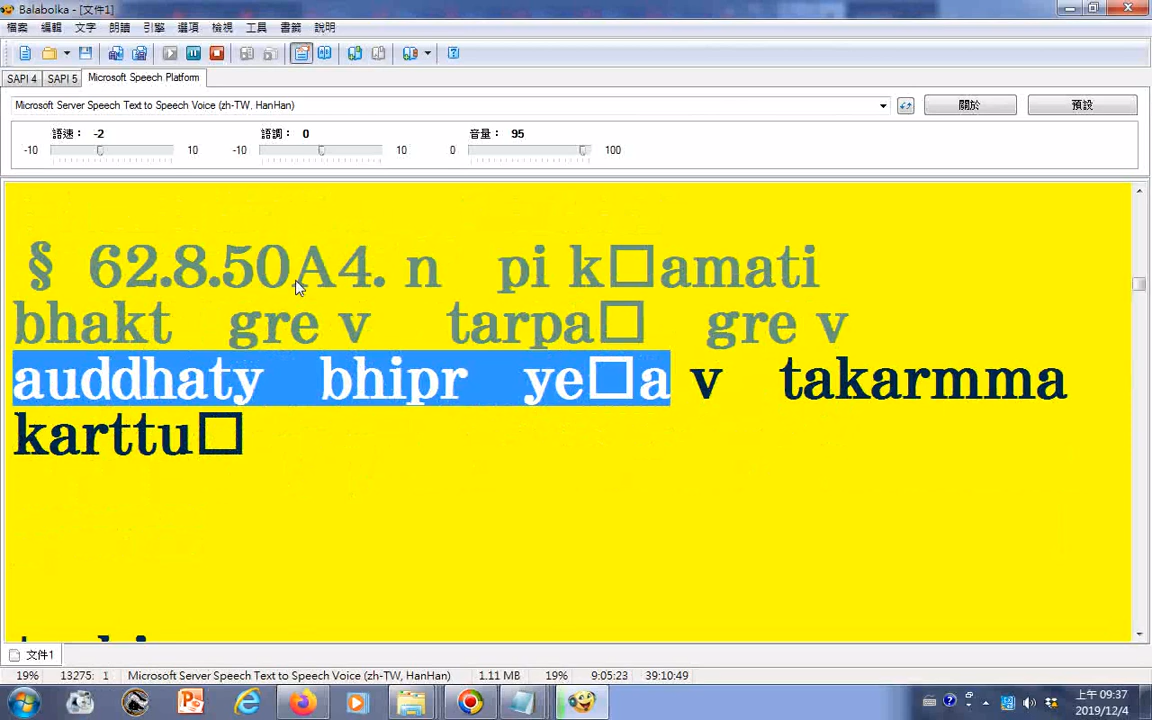 Balabolka - [文件1]
檔案 編輯 文字 朗讀 引擎 選項 檢視 工具 書籤 說明
SAPI 4 SAPI 5 Microsoft Speech Platform
Microsoft Server Speech Text to Speech Voice (zh-TW, HanHan) 關於 預設
語速： -2 語調： 0 音量： 95
-10 10 -10 10 0 100
§ 62.8.50A4. n pi k□amati
bhakt gre v tarpa□ gre v
auddhaty bhipr ye□a v takarmma
karttu□
文件1
19% 13275: 1 Microsoft Server Speech Text to Speech Voice (zh-TW, HanHan) 1.11 MB 19% 9:05:23 39:10:49
上午 09:37
2019/12/4